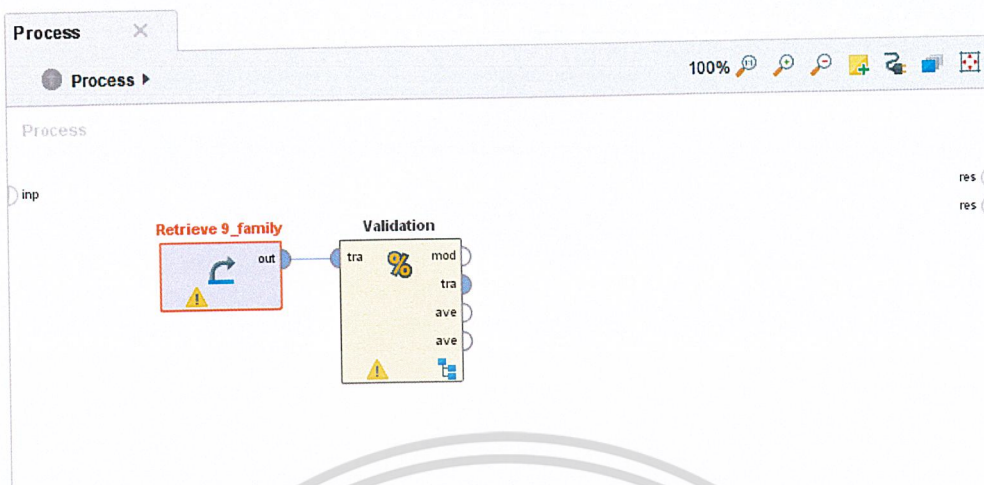 Process
Process
100%
Process
inp
res
res
Retrieve 9_family
Validation
out
tra
mod
tra
ave
ave